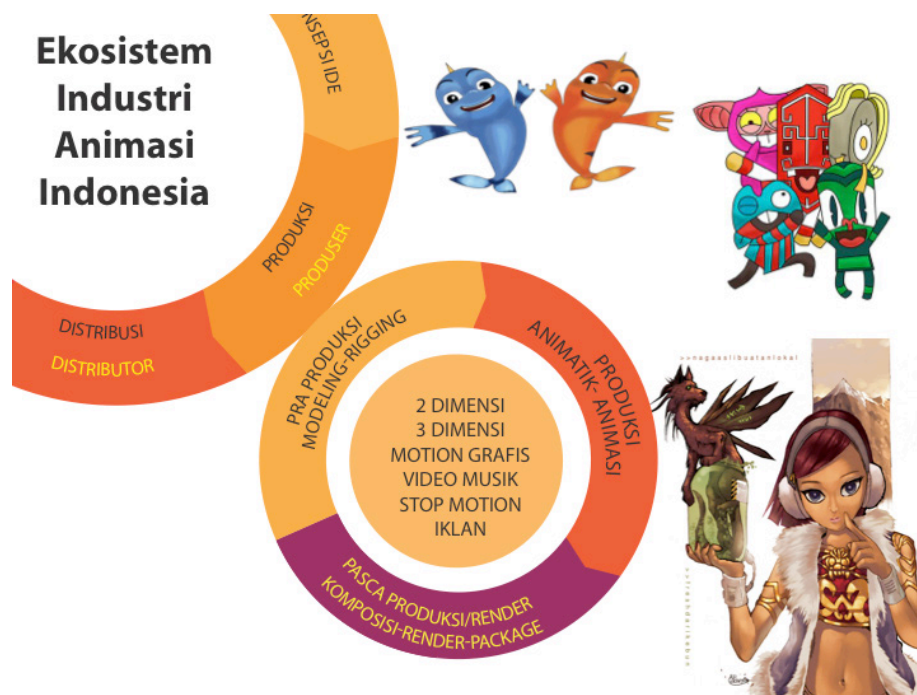 Ekosistem
Industri
Animasi
Indonesia
NSEPSI IDE
PRODUKSI
PRODUSER
DISTRIBUSI
DISTRIBUTOR
PRA PRODUKSI
MODELING-RIGGING
PRODUKSI
ANIMATIK- ANIMASI
2 DIMENSI
3 DIMENSI
MOTION GRAFIS
VIDEO MUSIK
STOP MOTION
IKLAN
PASCA PRODUKSI/RENDER
KOMPOSISI-RENDER-PACKAGE